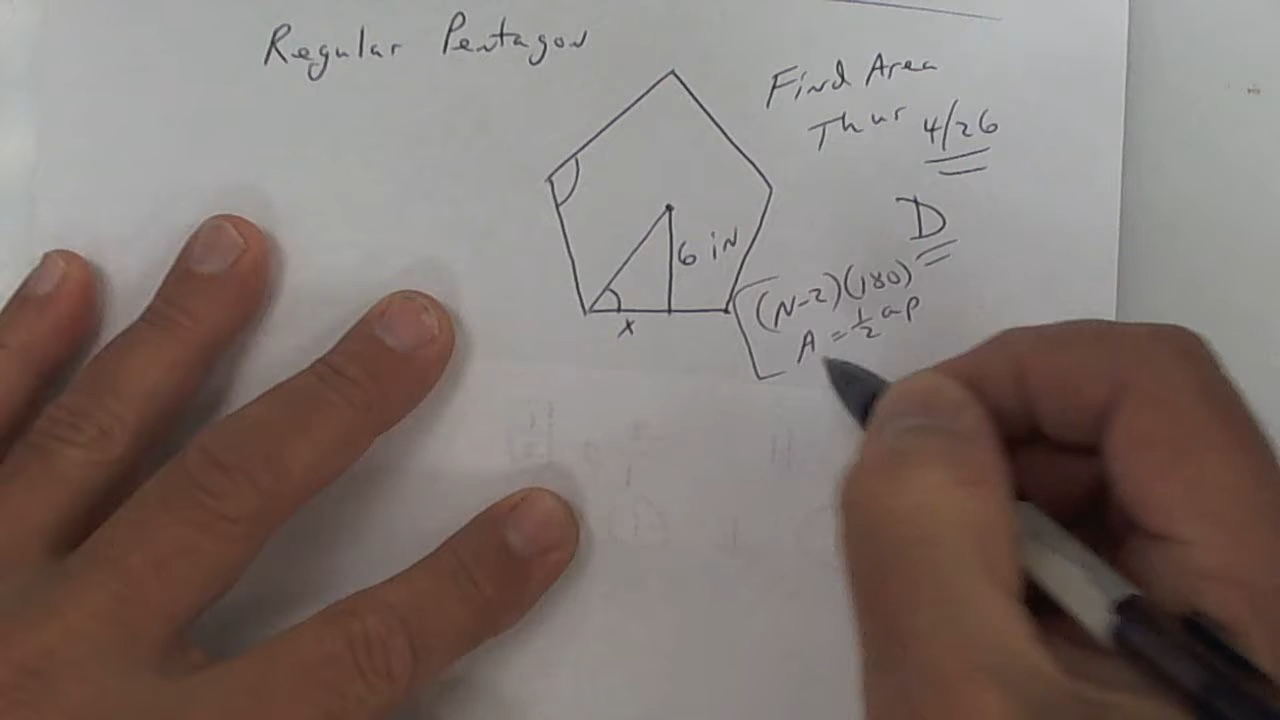 Regular Pentagon
Find Area
Thur 4/26
D
6 in
(N-2)(180)
A = 1/2 ap
x